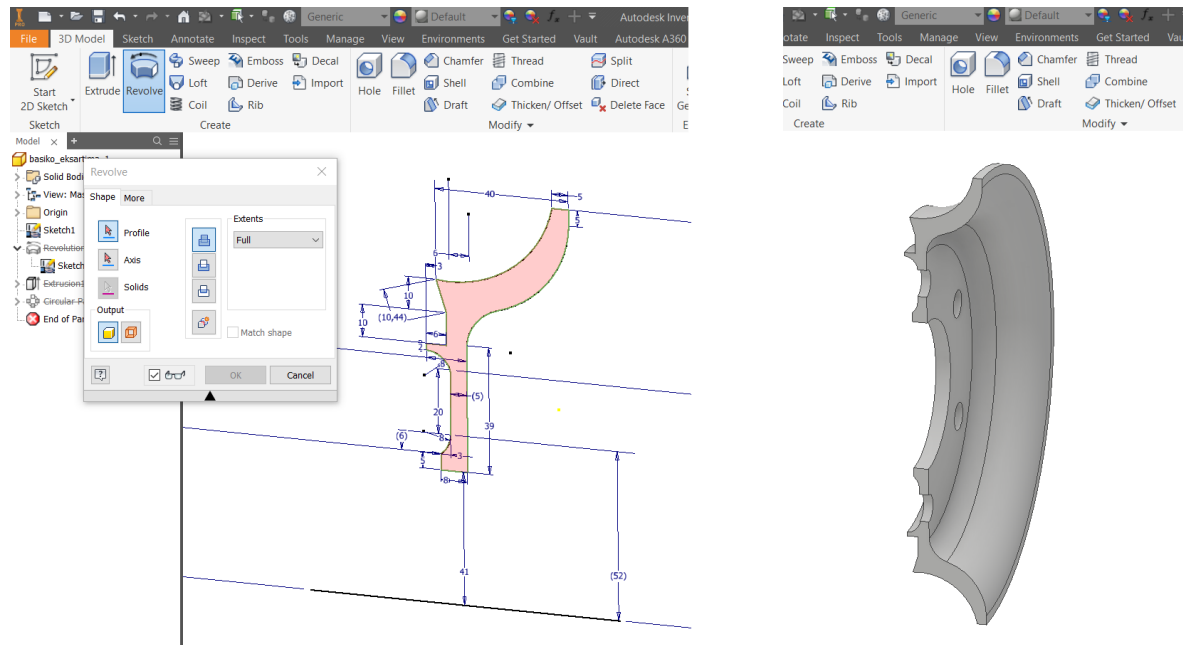 PRO
Generic
Default
Autodesk Inve
File 3D Model Sketch Annotate Inspect Tools Manage View Environments Get Started Vault Autodesk A360
Start
2D Sketch
Extrude
Revolve
Sweep
Emboss
Decal
Loft
Derive
Import
Coil
Rib
Hole
Fillet
Chamfer
Thread
Split
Shell
Combine
Direct
Draft
Thicken/ Offset
Delete Face
Ge
Sketch
Create
Modify
E
Model
Solid Bodi
View: Mas
Origin
Sketch1
Revolution
Sketch
Extrusion1
Circular P
End of Par
Revolve
Shape
More
Profile
Axis
Solids
Output
Extents
Full
Match shape
OK
Cancel
40
5
5
6
3
10
(10,44)
10
6
2
8
(5)
20
39
(6)
8
3
5
8
41
(52)
Generic
Default
otate Inspect Tools Manage View Environments Get Started Vau
Sweep
Emboss
Decal
Loft
Derive
Import
Coil
Rib
Hole
Fillet
Chamfer
Thread
Shell
Combine
Draft
Thicken/ Offset
Create
Modify